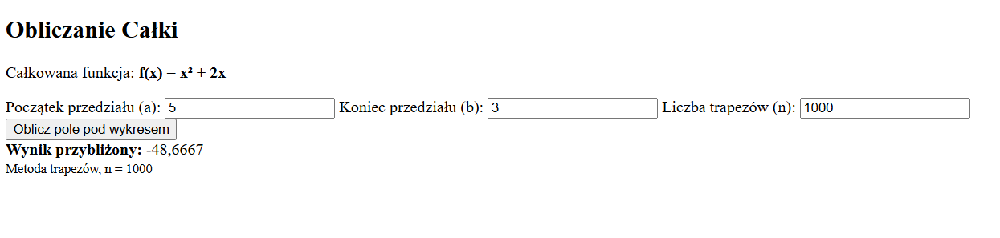 Obliczanie Całki
Całkowana funkcja: f(x) = x² + 2x
Początek przedziału (a): 5 Koniec przedziału (b): 3 Liczba trapezów (n): 1000
Oblicz pole pod wykresem
Wynik przybliżony: -48,6667
Metoda trapezów, n = 1000